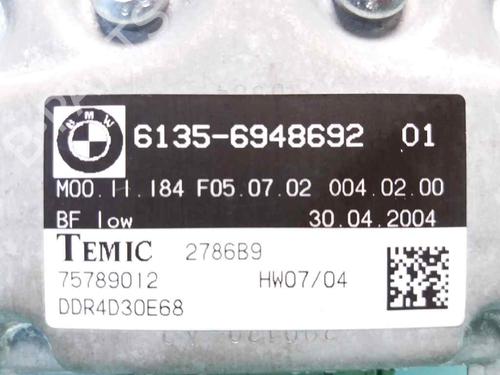 BMW
6135-6948692 01
M00.11.184 F05.07.02 004.02.00
BF low 30.04.2004
TEMIC 2786B9
75789012 HW07/04
DDR4D30E68